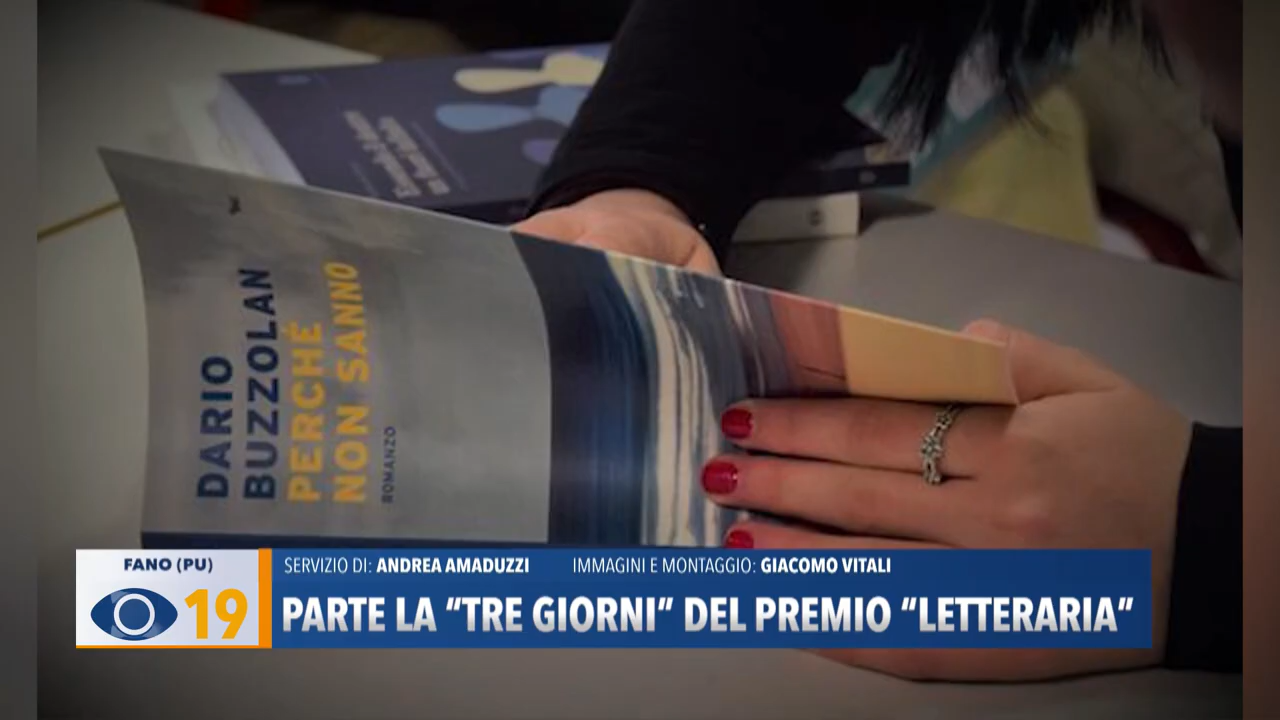 DARIO
BUZZOLAN
PERCHÉ
NON SANNO
ROMANZO
FANO (PU)
19
SERVIZIO DI: ANDREA AMADUZZI IMMAGINI E MONTAGGIO: GIACOMO VITALI
PARTE LA “TRE GIORNI” DEL PREMIO “LETTERARIA”